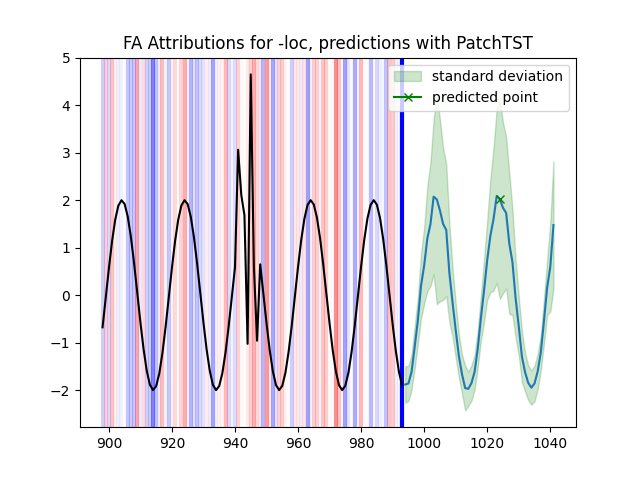 FA Attributions for -loc, predictions with PatchTST
5
4
3
2
1
0
−1
−2
standard deviation
predicted point
900 920 940 960 980 1000 1020 1040